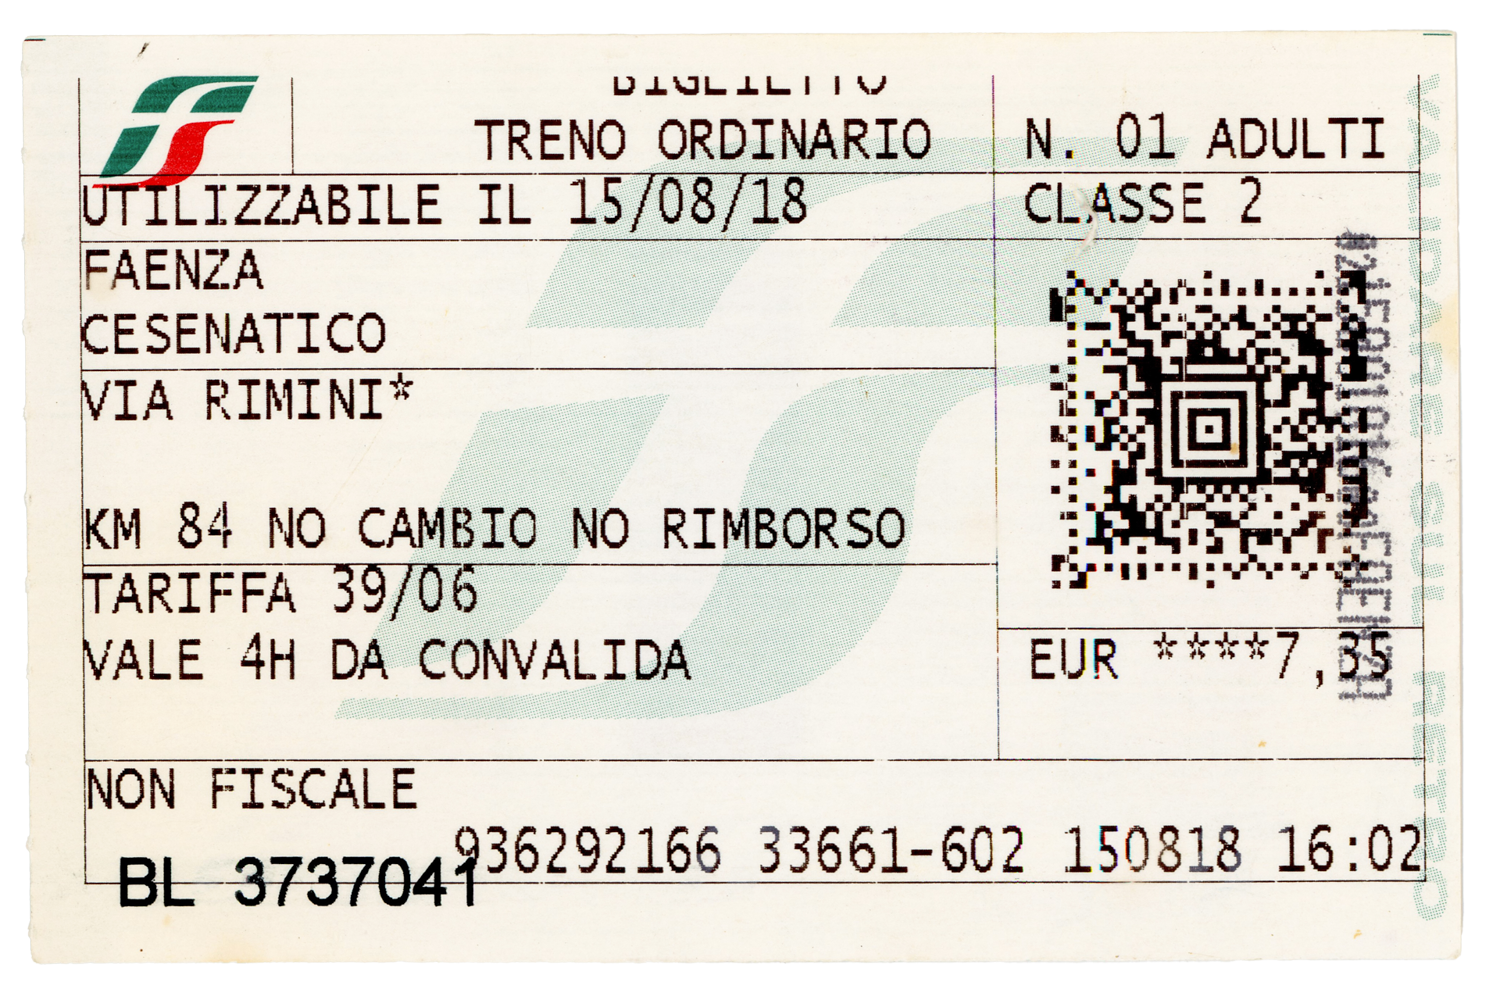 BIGLIETTO
TRENO ORDINARIO
N. 01 ADULTI
UTILIZZABILE IL 15/08/18
CLASSE 2
FAENZA
CESENATICO
VIA RIMINI*
KM 84 NO CAMBIO NO RIMBORSO
TARIFFA 39/06
VALE 4H DA CONVALIDA
EUR ****7,35
NON FISCALE
936292166 33661-602 150818 16:02
BL 3737041
VALIDARE SUL RETRO